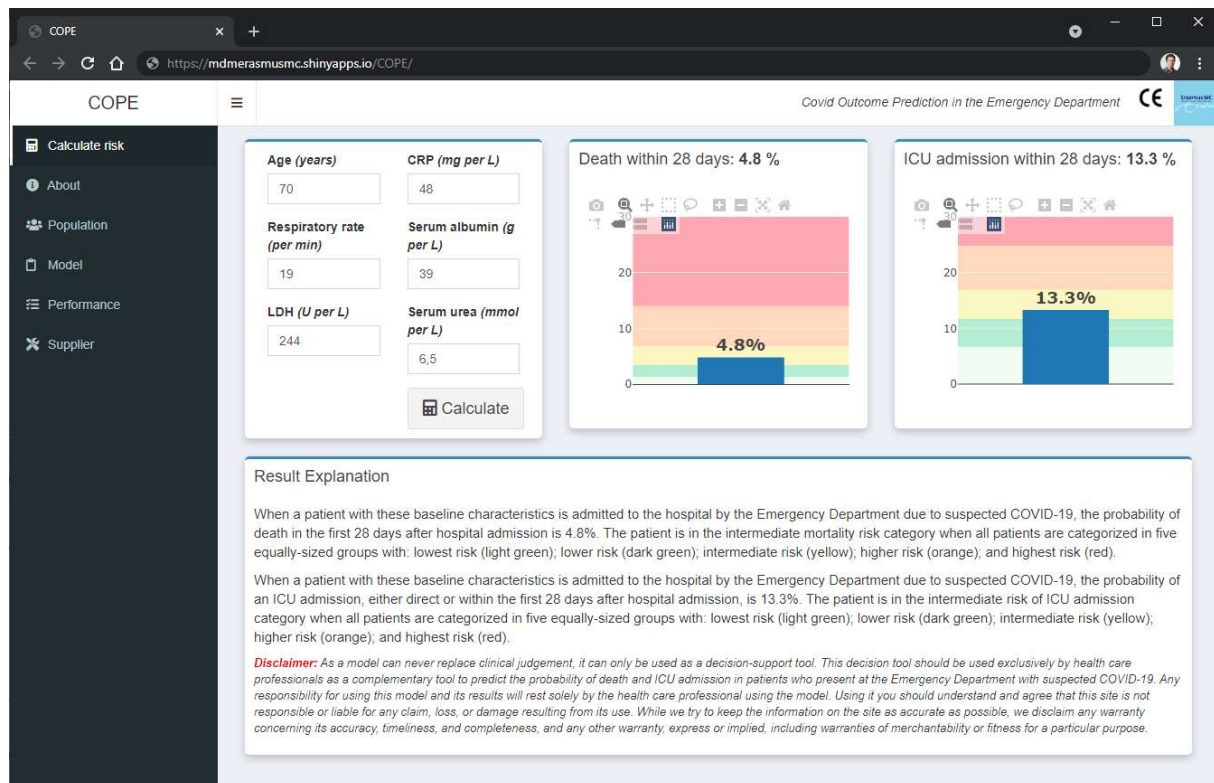 COPE
https://mdmerasmusmc.shinyapps.io/COPE/
COPE
Covid Outcome Prediction in the Emergency Department
CE
Erasmus MC
Calculate risk
About
Population
Model
Performance
Supplier
Age (years)
70
CRP (mg per L)
48
Respiratory rate
(per min)
19
Serum albumin (g
per L)
39
LDH (U per L)
244
Serum urea (mmol
per L)
6,5
Calculate
Death within 28 days: 4.8 %
30
20
10
0
4.8%
ICU admission within 28 days: 13.3 %
30
20
10
0
13.3%
Result Explanation
When a patient with these baseline characteristics is admitted to the hospital by the Emergency Department due to suspected COVID-19, the probability of
death in the first 28 days after hospital admission is 4.8%. The patient is in the intermediate mortality risk category when all patients are categorized in five
equally-sized groups with: lowest risk (light green); lower risk (dark green); intermediate risk (yellow); higher risk (orange); and highest risk (red).
When a patient with these baseline characteristics is admitted to the hospital by the Emergency Department due to suspected COVID-19, the probability of
an ICU admission, either direct or within the first 28 days after hospital admission, is 13.3%. The patient is in the intermediate risk of ICU admission
category when all patients are categorized in five equally-sized groups with: lowest risk (light green); lower risk (dark green); intermediate risk (yellow);
higher risk (orange); and highest risk (red).
Disclaimer: As a model can never replace clinical judgement, it can only be used as a decision-support tool. This decision tool should be used exclusively by health care
professionals as a complementary tool to predict the probability of death and ICU admission in patients who present at the Emergency Department with suspected COVID-19. Any
responsibility for using this model and its results will rest solely by the health care professional using the model. Using it you should understand and agree that this site is not
responsible or liable for any claim, loss, or damage resulting from its use. While we try to keep the information on the site as accurate as possible, we disclaim any warranty
concerning its accuracy, timeliness, and completeness, and any other warranty, express or implied, including warranties of merchantability or fitness for a particular purpose.